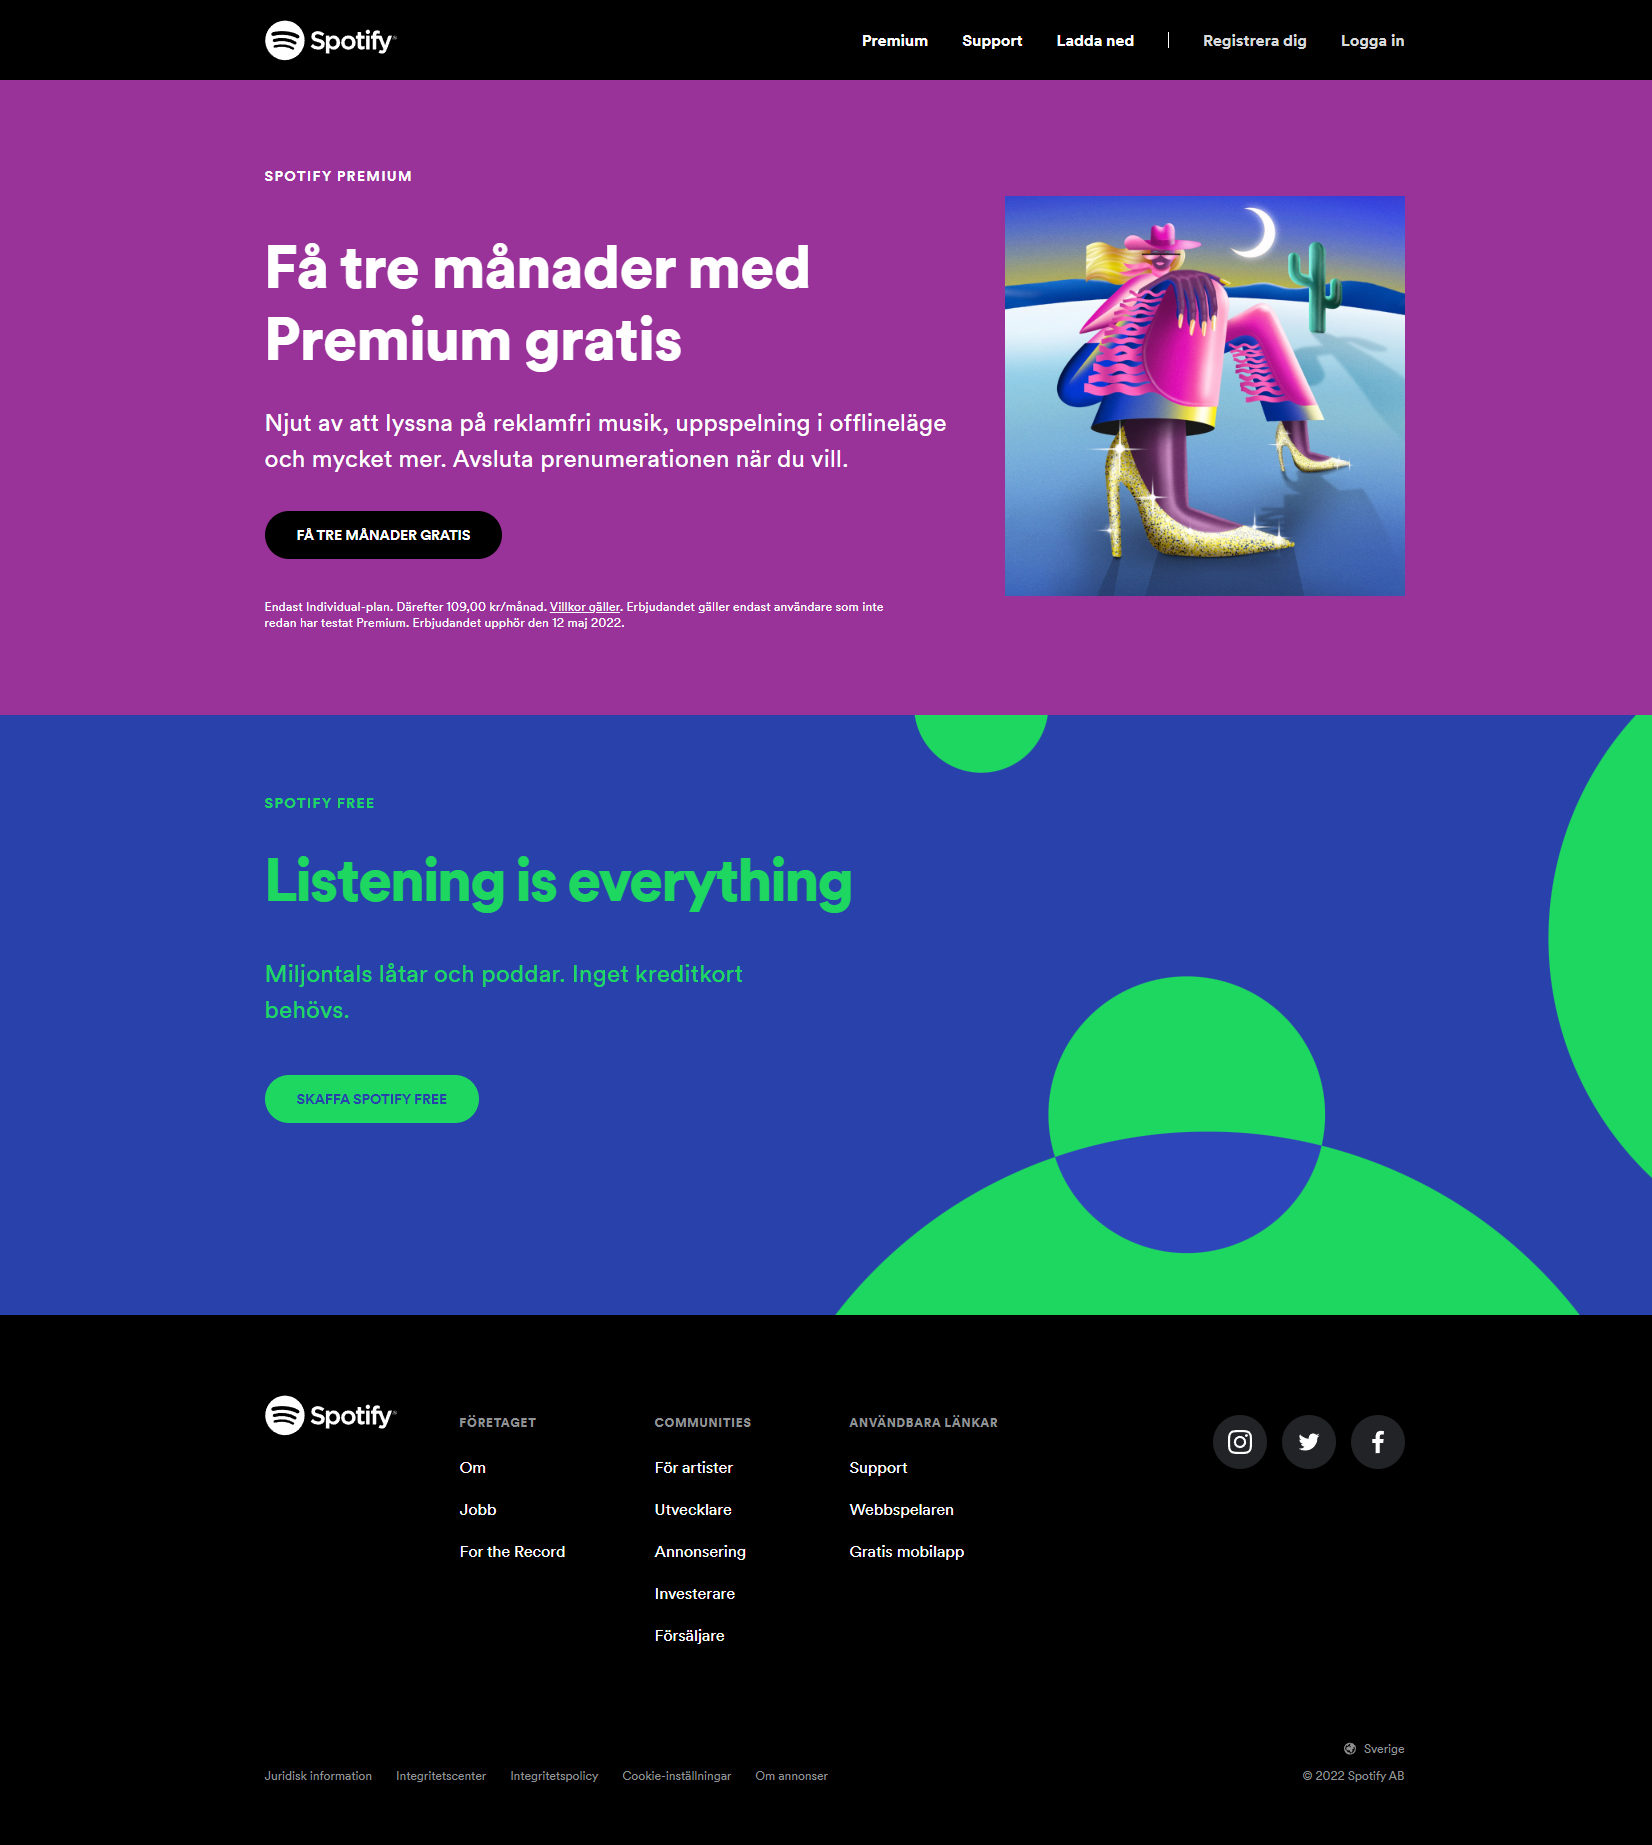 Spotify®
Premium Support Ladda ned | Registrera dig Logga in
SPOTIFY PREMIUM
Få tre månader med
Premium gratis
Njut av att lyssna på reklamfri musik, uppspelning i offlineläge
och mycket mer. Avsluta prenumerationen när du vill.
FÅ TRE MÅNADER GRATIS
Endast Individual-plan. Därefter 109,00 kr/månad. Villkor gäller. Erbjudandet gäller endast användare som inte
redan har testat Premium. Erbjudandet upphör den 12 maj 2022.
SPOTIFY FREE
Listening is everything
Miljontals låtar och poddar. Inget kreditkort
behövs.
SKAFFA SPOTIFY FREE
Spotify®
FÖRETAGET
Om
Jobb
For the Record
COMMUNITIES
För artister
Utvecklare
Annonsering
Investerare
Försäljare
ANVÄNDBARA LÄNKAR
Support
Webbspelaren
Gratis mobilapp
Sverige
Juridisk information Integritetscenter Integritetspolicy Cookie-inställningar Om annonser
© 2022 Spotify AB